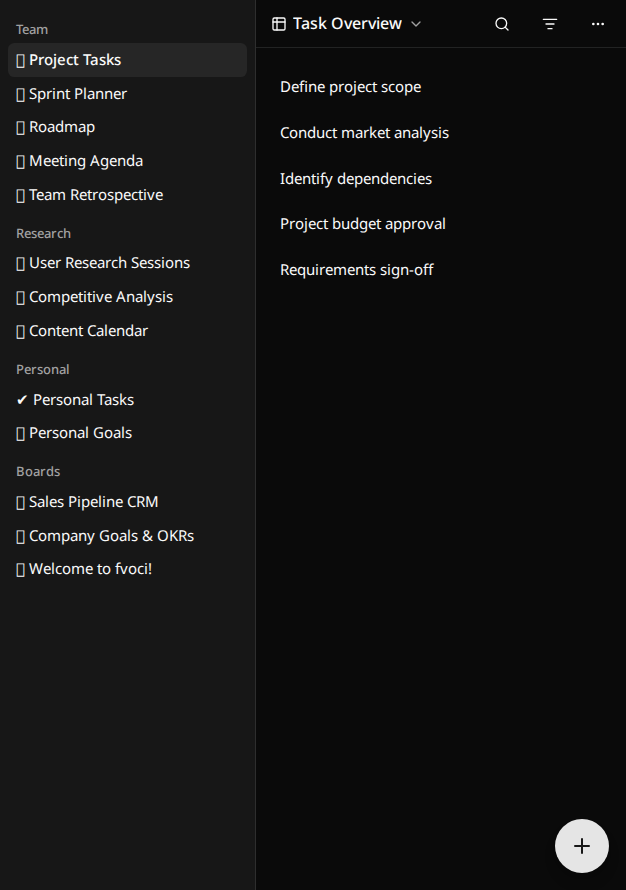 Team
Project Tasks
Sprint Planner
Roadmap
Meeting Agenda
Team Retrospective
Research
User Research Sessions
Competitive Analysis
Content Calendar
Personal
✔ Personal Tasks
Personal Goals
Boards
Sales Pipeline CRM
Company Goals & OKRs
Welcome to fvoci!
Task Overview
Define project scope
Conduct market analysis
Identify dependencies
Project budget approval
Requirements sign-off